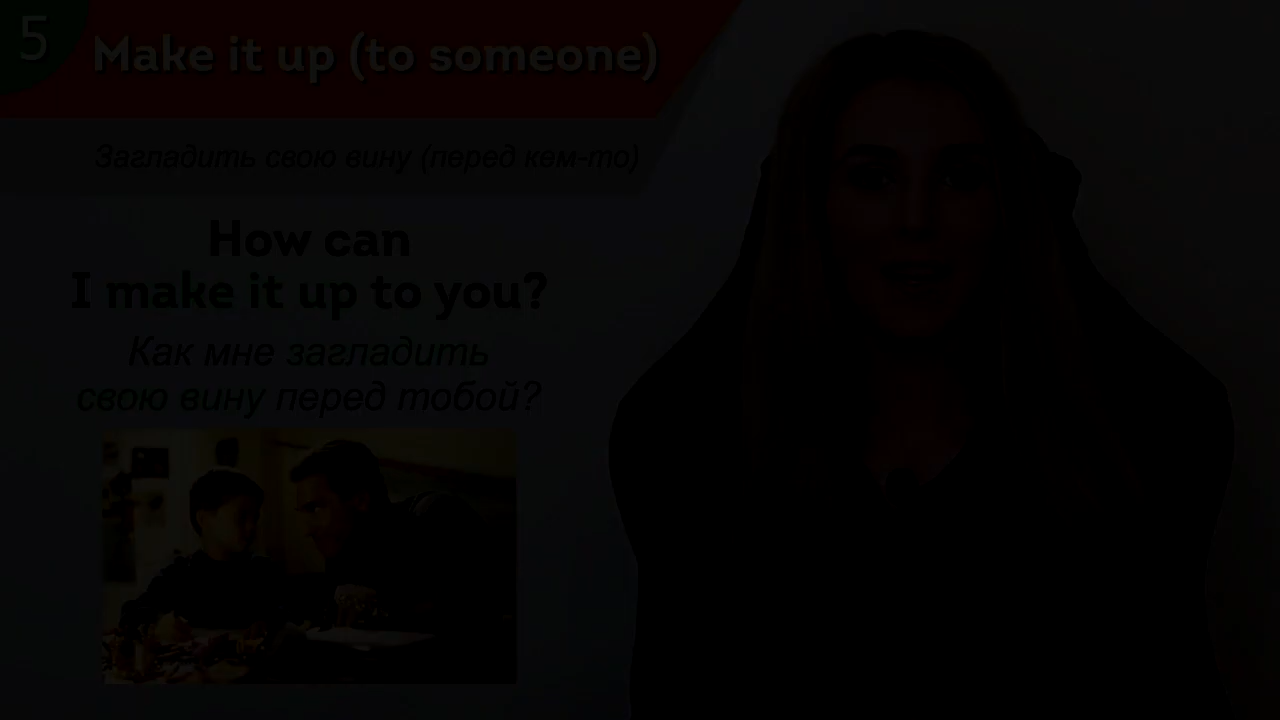 5
Make it up (to someone)
Загладить свою вину (перед кем-то)
How can
I make it up to you?
Как мне загладить
свою вину перед тобой?